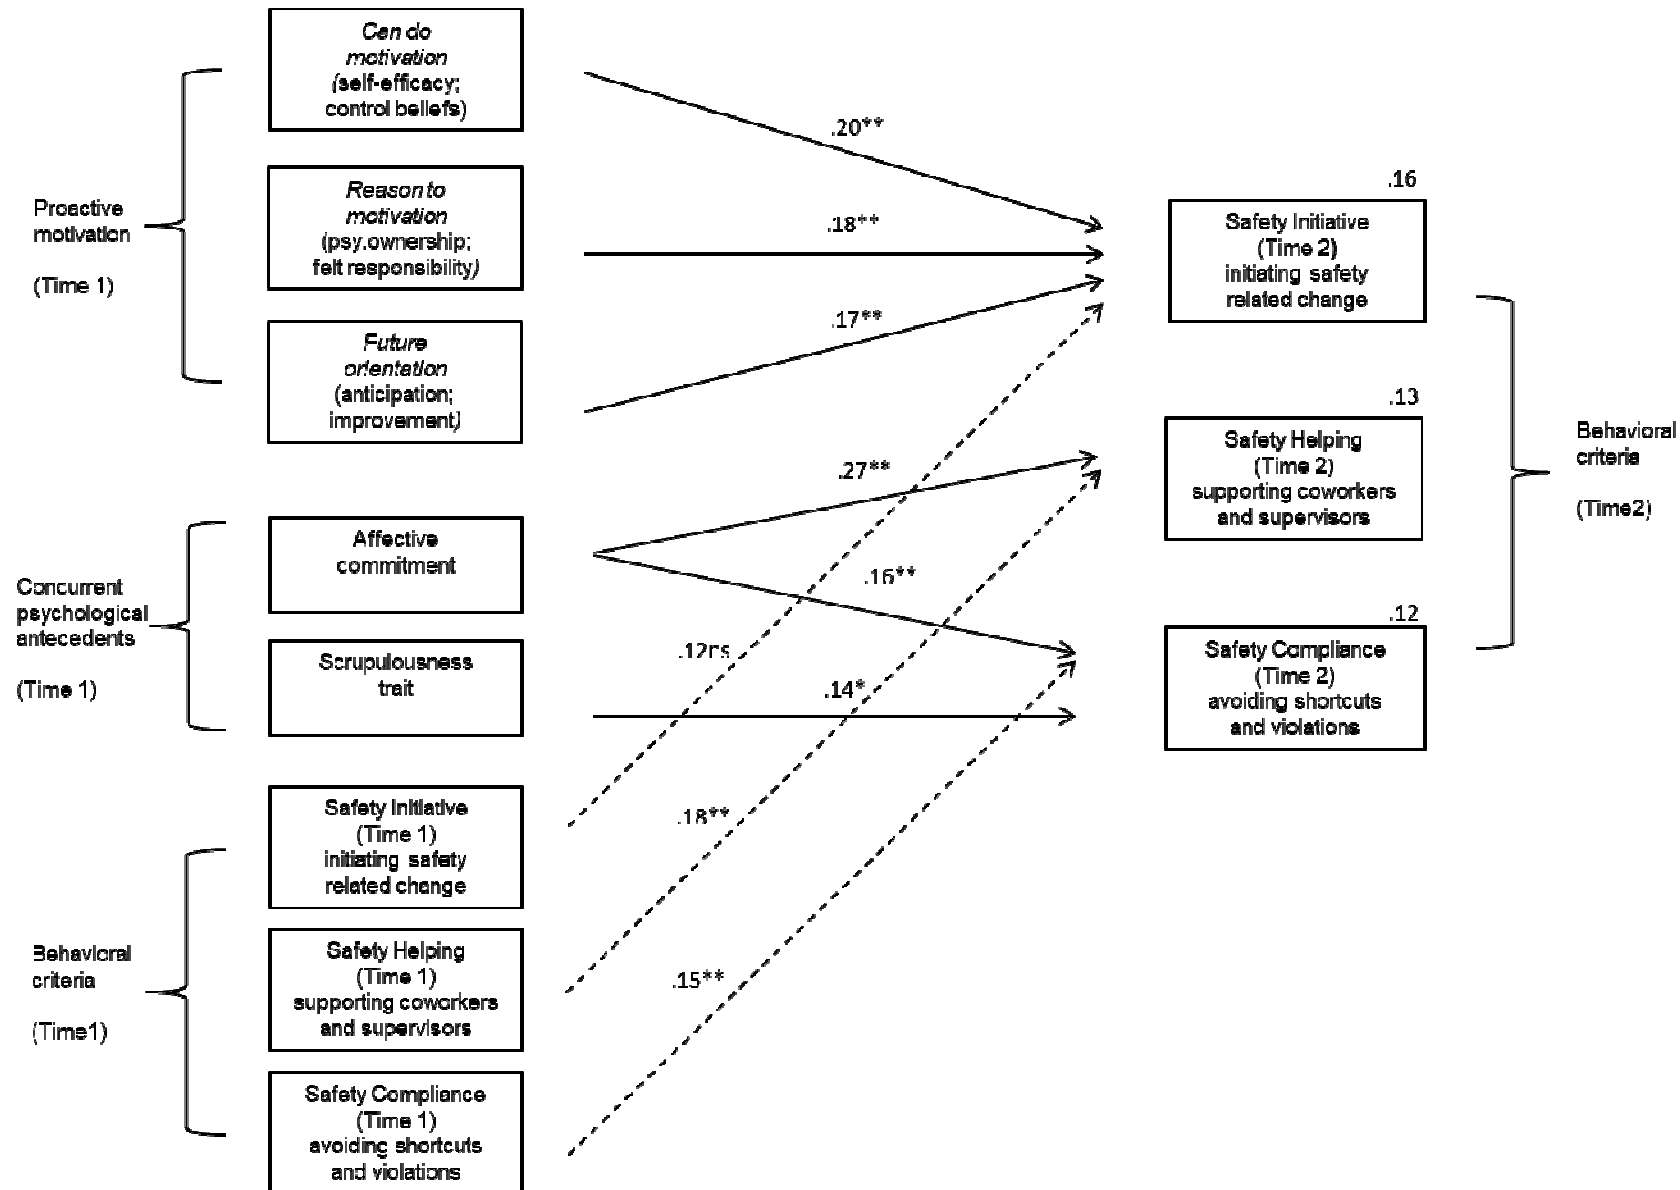 Can do
motivation
(self-efficacy;
control beliefs)
.20**
.16
Proactive
motivation
(Time 1)
Reason to
motivation
(psy.ownership;
felt responsibility)
.18**
Safety Initiative
(Time 2)
initiating safety
related change
Future
orientation
(anticipation;
improvement)
.17**
.13
Safety Helping
(Time 2)
supporting coworkers
and supervisors
Behavioral
criteria
(Time2)
.27**
Affective
commitment
.16**
Concurrent
psychological
antecedents
(Time 1)
.12
Scrupulousness
trait
.12ns
.14*
Safety Compliance
(Time 2)
avoiding shortcuts
and violations
Safety Initiative
(Time 1)
initiating safety
related change
.18**
Behavioral
criteria
(Time1)
Safety Helping
(Time 1)
supporting coworkers
and supervisors
.15**
Safety Compliance
(Time 1)
avoiding shortcuts
and violations